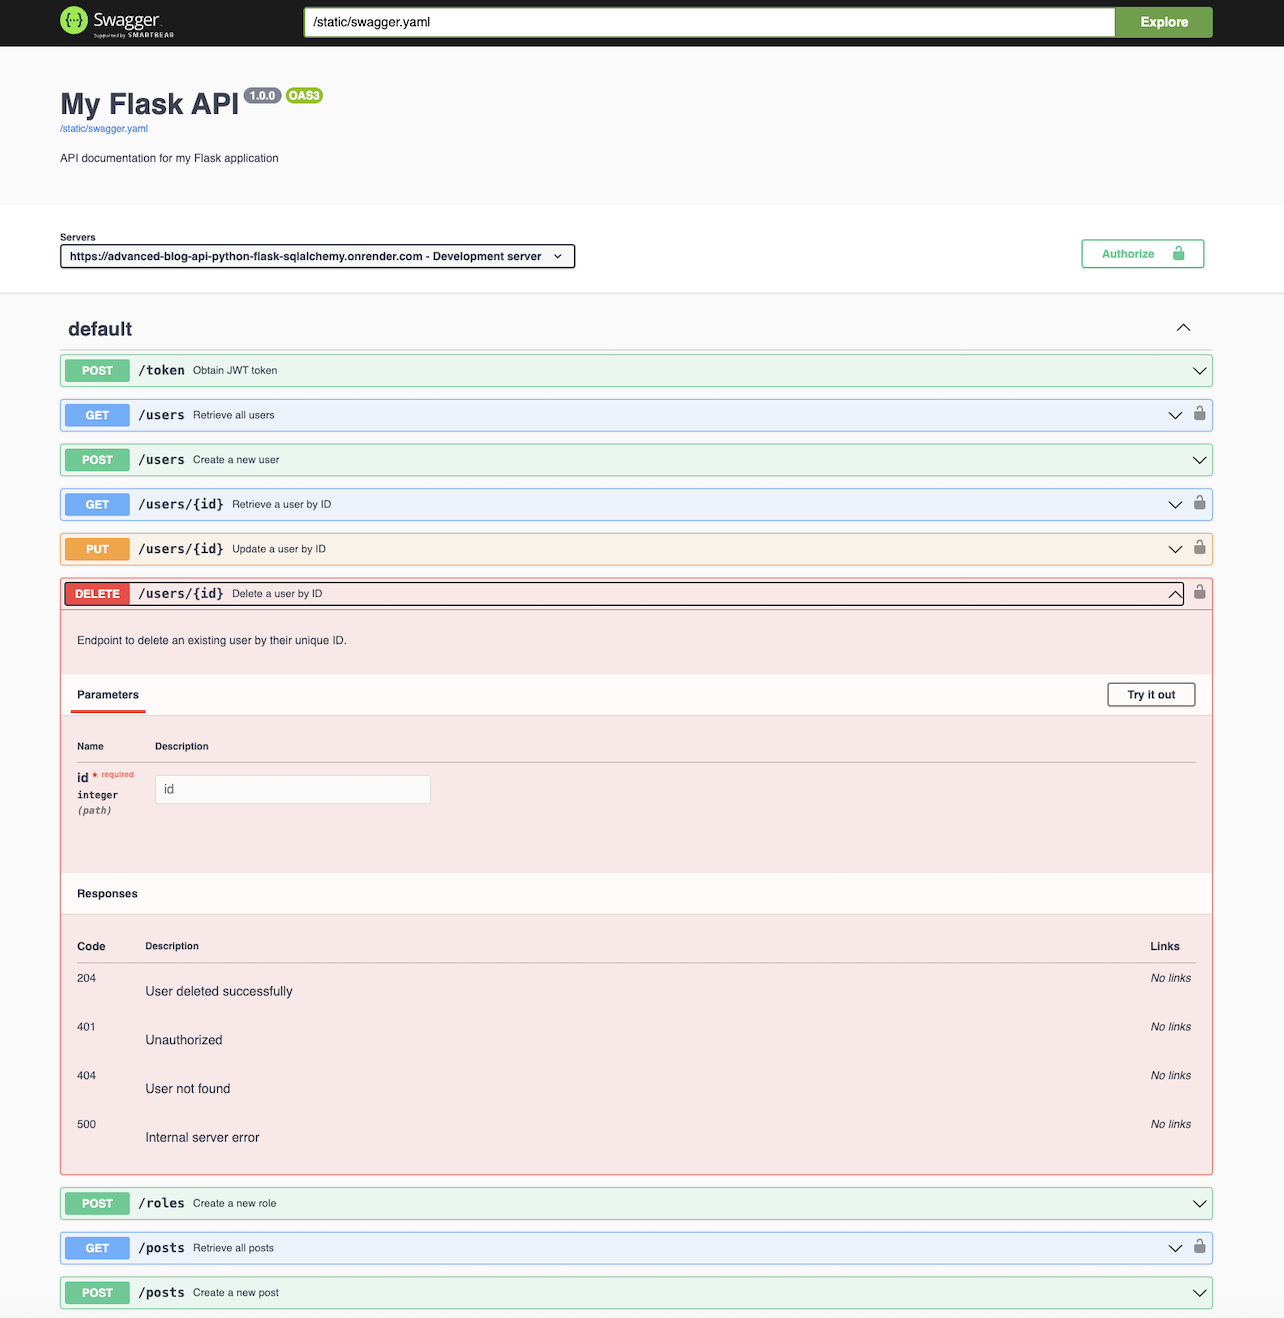 Swagger
Supported by SMARTBEAR
/static/swagger.yaml
Explore
My Flask API 1.0.0 OAS3
/static/swagger.yaml
API documentation for my Flask application
Servers
https://advanced-blog-api-python-flask-sqlalchemy.onrender.com - Development server
Authorize
default
POST /token Obtain JWT token
GET /users Retrieve all users
POST /users Create a new user
GET /users/{id} Retrieve a user by ID
PUT /users/{id} Update a user by ID
DELETE /users/{id} Delete a user by ID
Endpoint to delete an existing user by their unique ID.
Parameters
Try it out
Name Description
id * required
integer
(path)
id
Responses
Code Description Links
204 User deleted successfully No links
401 Unauthorized No links
404 User not found No links
500 Internal server error No links
POST /roles Create a new role
GET /posts Retrieve all posts
POST /posts Create a new post